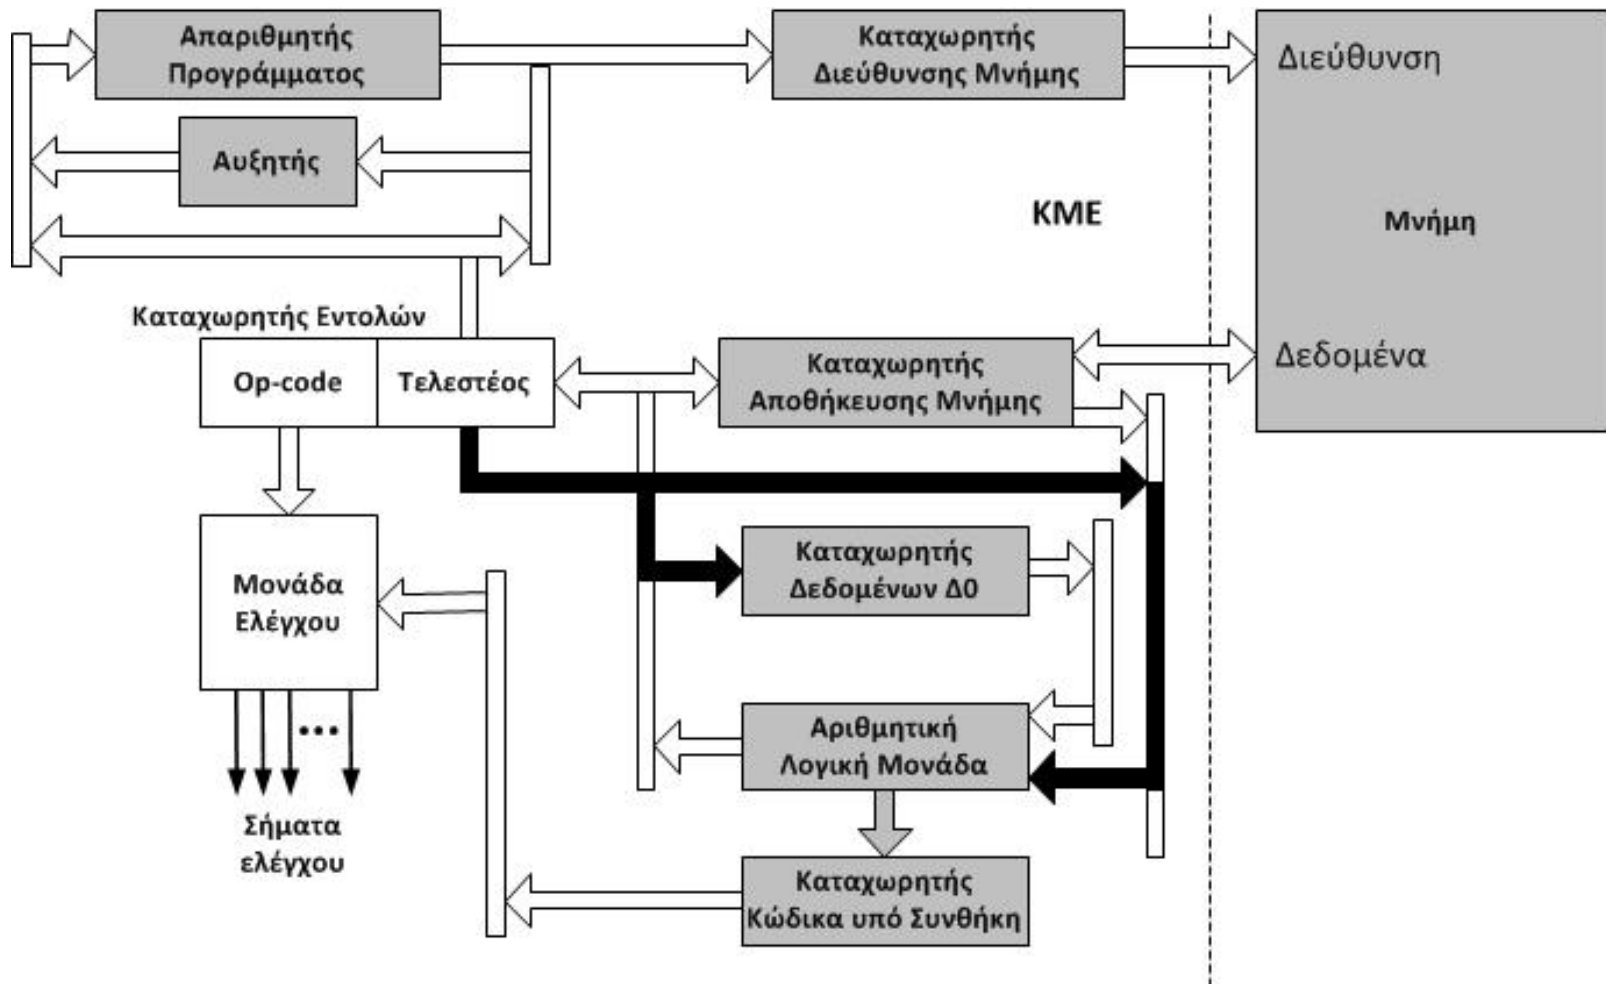 Απαριθμητής
Προγράμματος
Καταχωρητής
Διεύθυνσης Μνήμης
Διεύθυνση
Αυξητής
ΚΜΕ
Μνήμη
Καταχωρητής Εντολών
Op-code
Τελεστέος
Καταχωρητής
Αποθήκευσης Μνήμης
Δεδομένα
Μονάδα
Ελέγχου
Καταχωρητής
Δεδομένων Δ0
Αριθμητική
Λογική Μονάδα
...
Σήματα
ελέγχου
Καταχωρητής
Κώδικα υπό Συνθήκη